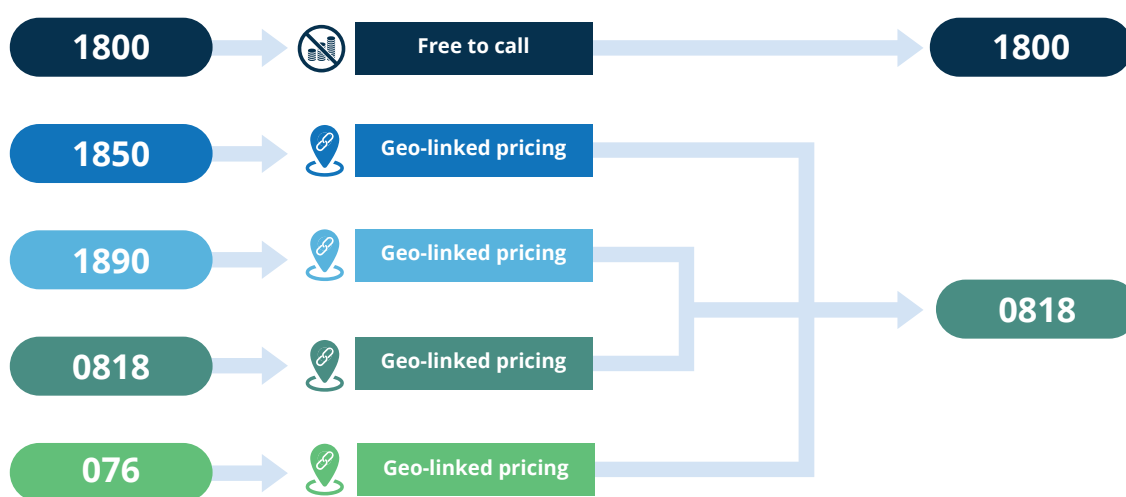 1800
Free to call
1800
1850
Geo-linked pricing
1890
Geo-linked pricing
0818
0818
Geo-linked pricing
076
Geo-linked pricing